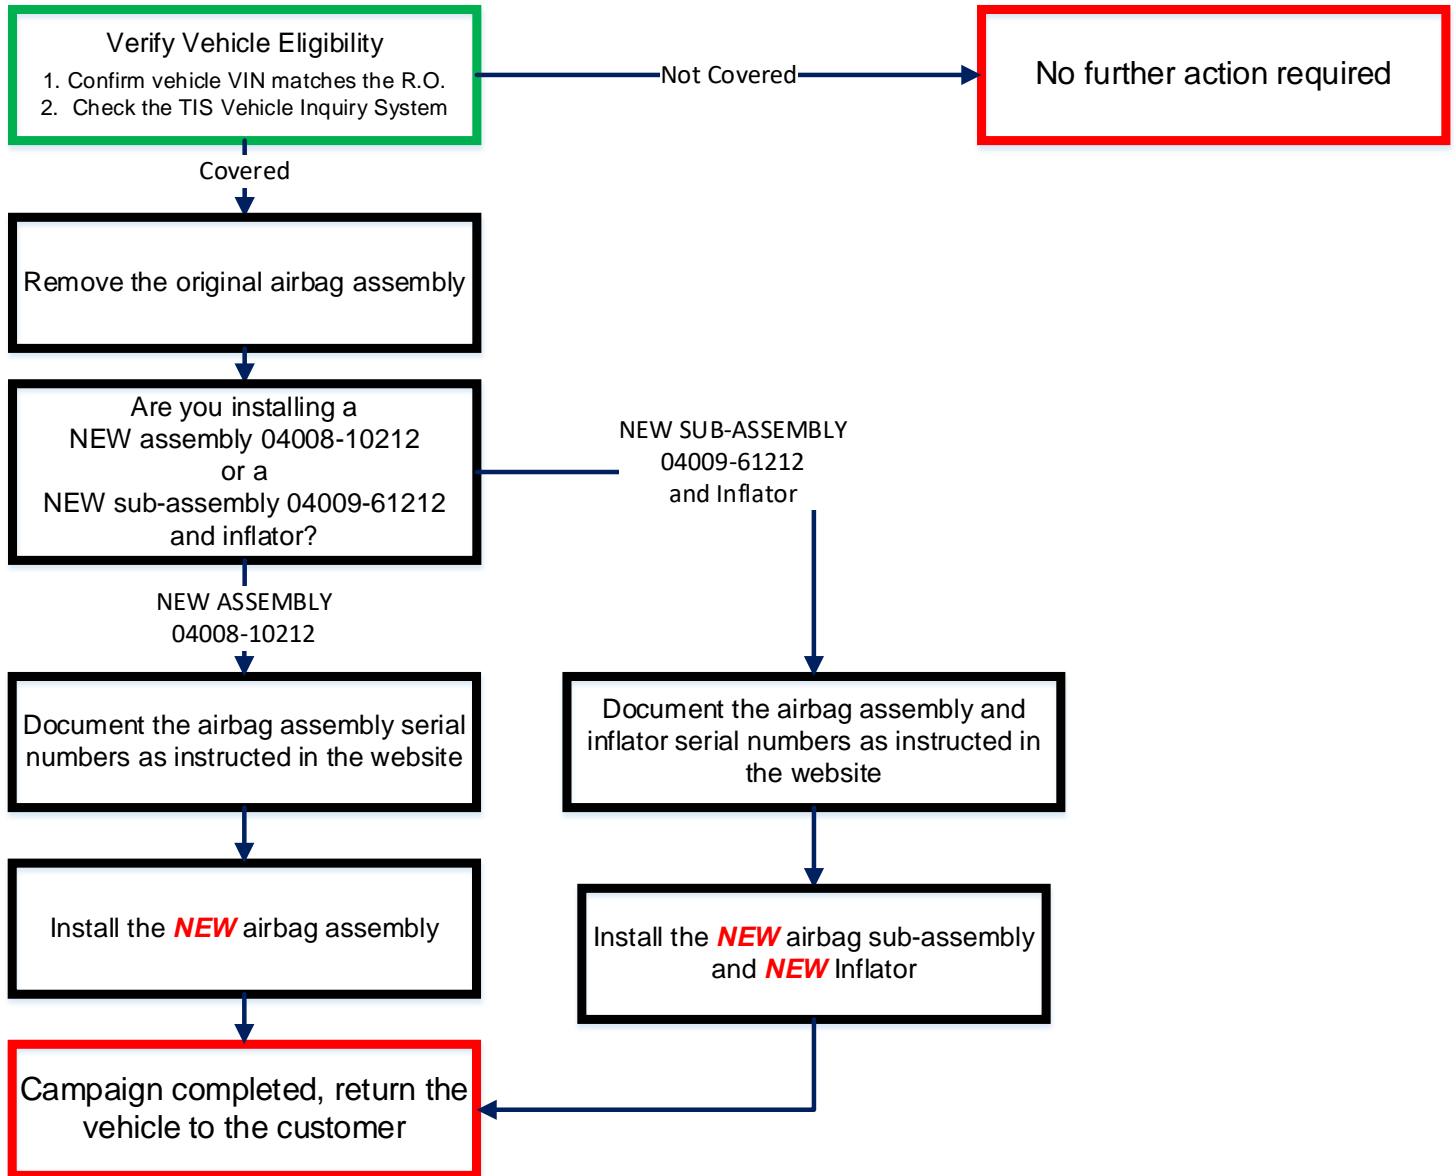 Verify Vehicle Eligibility
1. Confirm vehicle VIN matches the R.O.
2. Check the TIS Vehicle Inquiry System
Not Covered
No further action required
Covered
Remove the original airbag assembly
Are you installing a
NEW assembly 04008-10212
or a
NEW sub-assembly 04009-61212
and inflator?
NEW SUB-ASSEMBLY
04009-61212
and Inflator
NEW ASSEMBLY
04008-10212
Document the airbag assembly serial
numbers as instructed in the website
Document the airbag assembly and
inflator serial numbers as instructed in
the website
Install the NEW airbag assembly
Install the NEW airbag sub-assembly
and NEW Inflator
Campaign completed, return the
vehicle to the customer